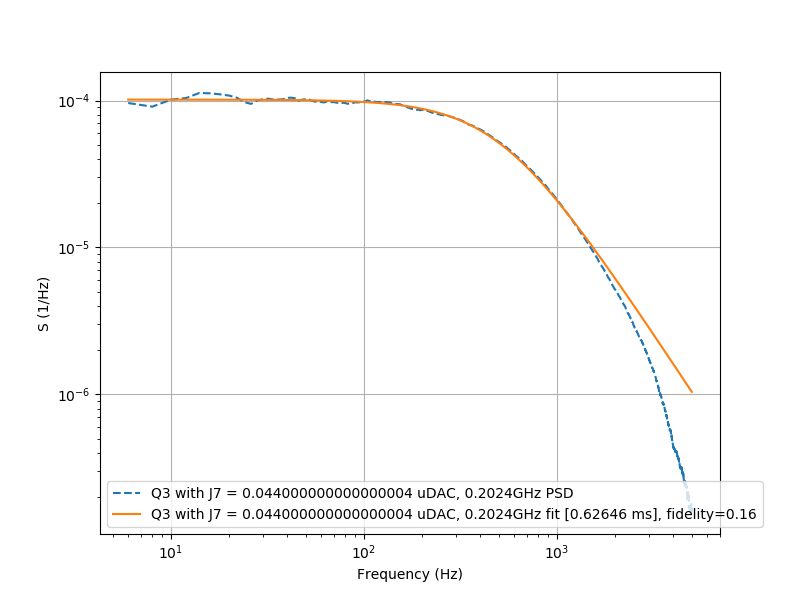 10⁻⁴
10⁻⁵
10⁻⁶
S (1/Hz)
Q3 with J7 = 0.044000000000000004 uDAC, 0.2024GHz PSD
Q3 with J7 = 0.044000000000000004 uDAC, 0.2024GHz fit [0.62646 ms], fidelity=0.16
10¹ 10² 10³
Frequency (Hz)